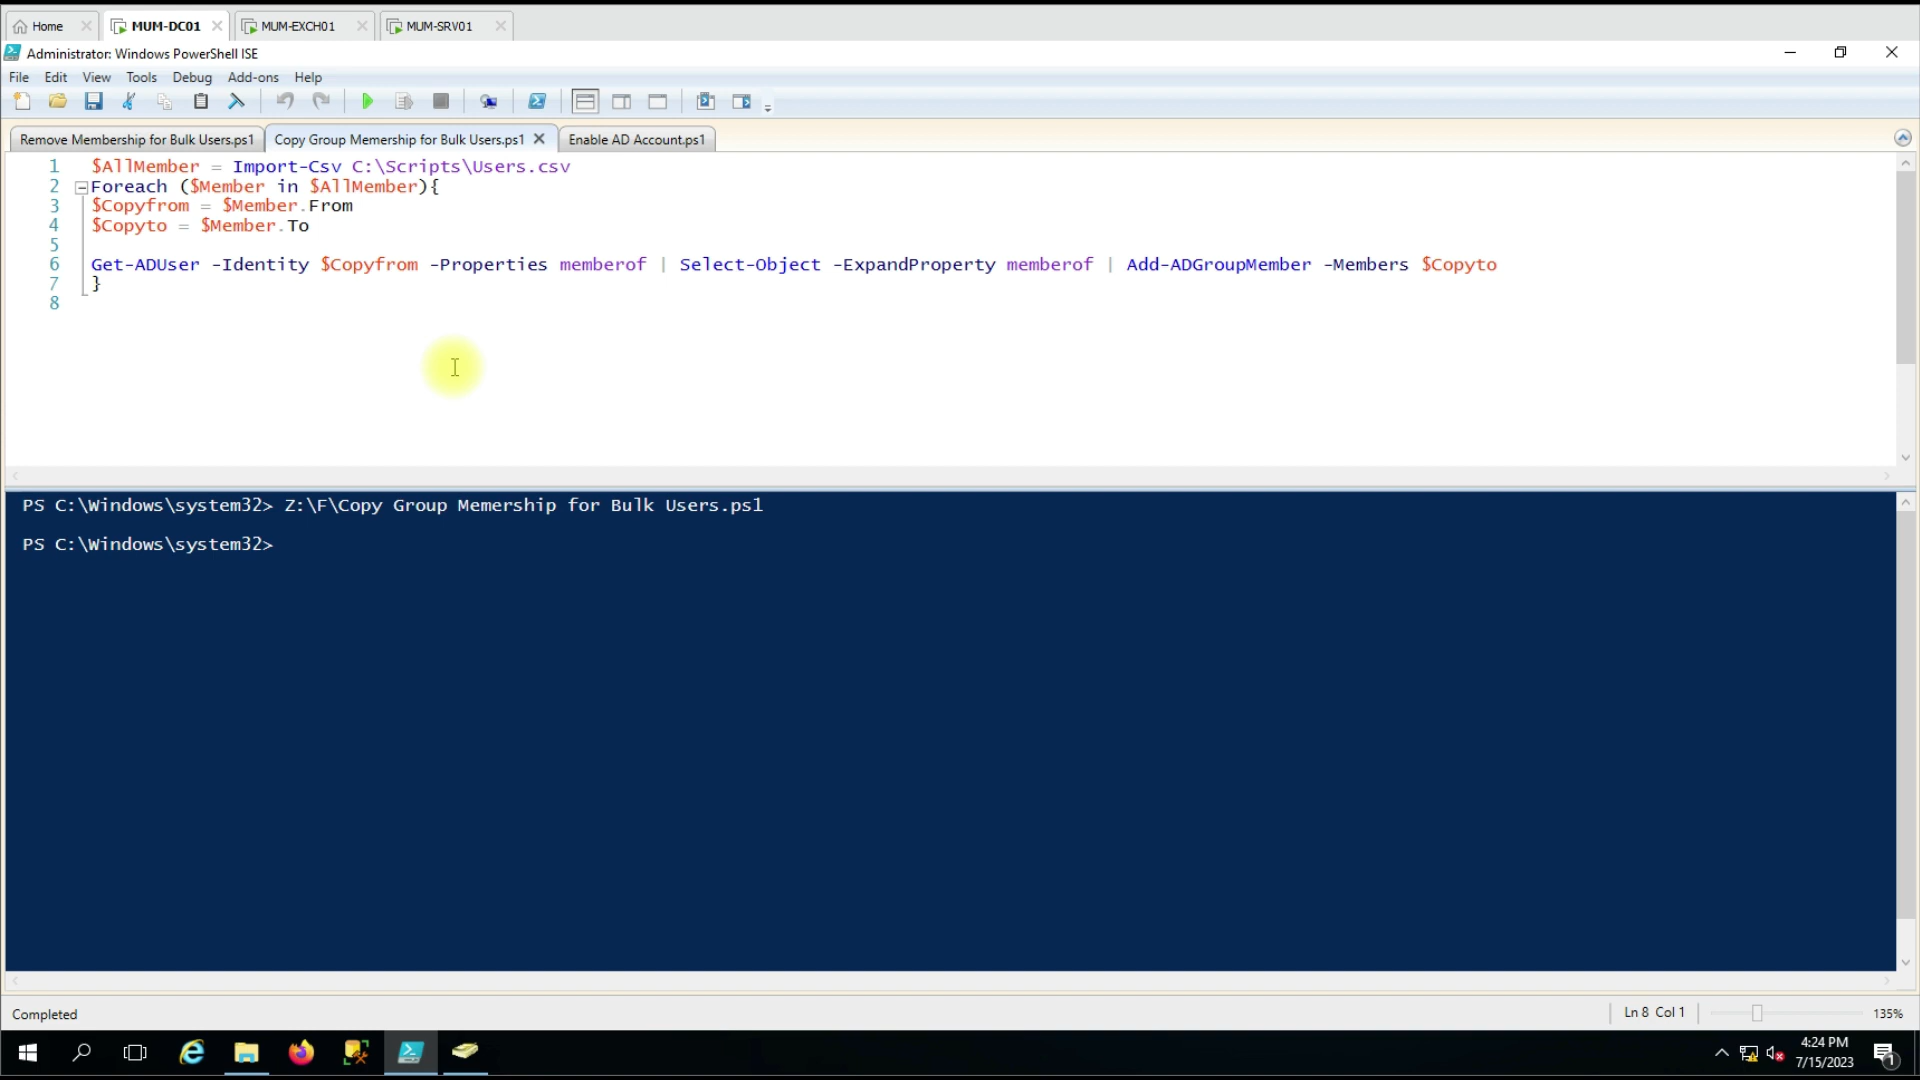 Home MUM-DC01 MUM-EXCH01 MUM-SRV01
Administrator: Windows PowerShell ISE
File Edit View Tools Debug Add-ons Help
Remove Membership for Bulk Users.ps1 Copy Group Memership for Bulk Users.ps1 Enable AD Account.ps1
1 $AllMember = Import-Csv C:\Scripts\Users.csv
2 Foreach ($Member in $AllMember){
3 $Copyfrom = $Member.From
4 $Copyto = $Member.To
5
6 Get-ADUser -Identity $Copyfrom -Properties memberof | Select-Object -ExpandProperty memberof | Add-ADGroupMember -Members $Copyto
7 }
8
PS C:\Windows\system32> Z:\F\Copy Group Memership for Bulk Users.ps1
PS C:\Windows\system32>
Completed Ln 8 Col 1 135%
4:24 PM
7/15/2023
1